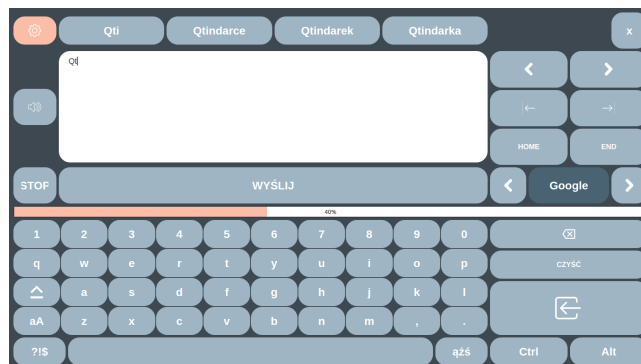 Qti Qtindarce Qtindarek Qtindarka x
Qt
HOME END
STOP WYŚLIJ Google
40%
1 2 3 4 5 6 7 8 9 0
q w e r t y u i o p CZYŚĆ
a s d f g h j k l
aA z x c v b n m , .
?!$ ążś Ctrl Alt